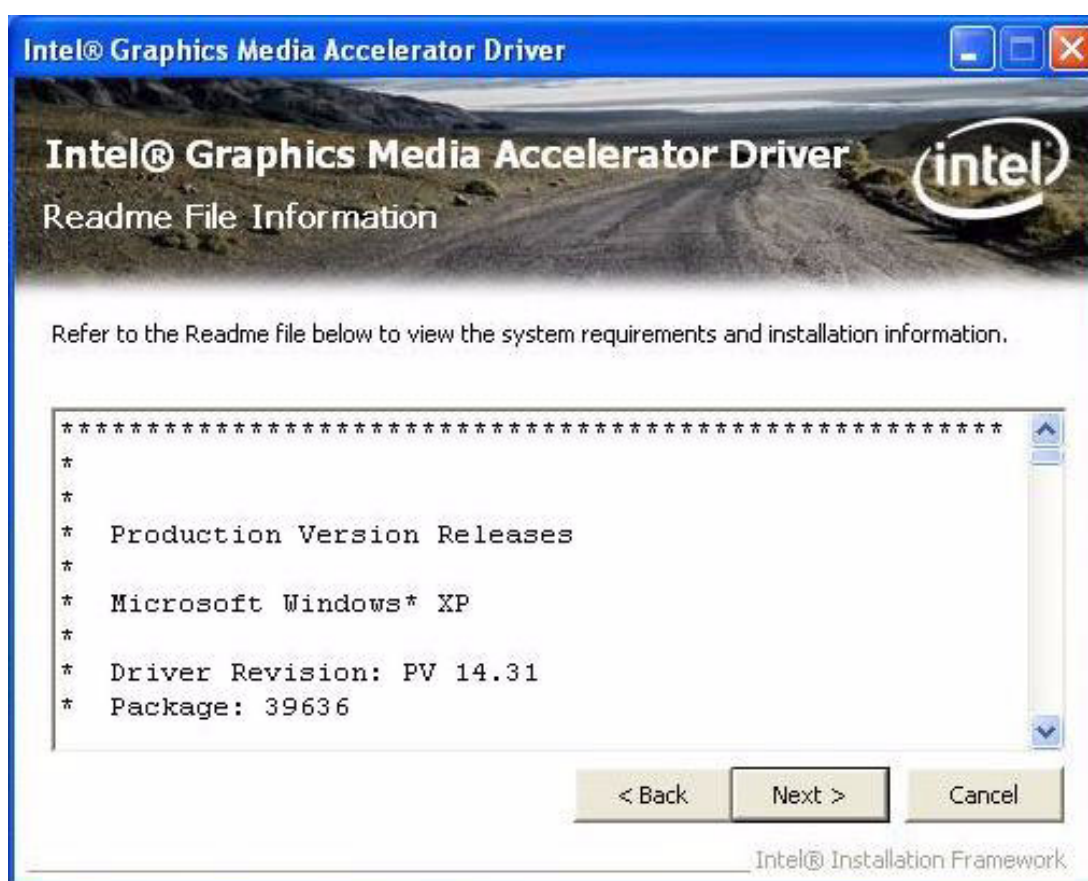 Intel® Graphics Media Accelerator Driver
Intel® Graphics Media Accelerator Driver
intel
Readme File Information
Refer to the Readme file below to view the system requirements and installation information.
********************************************************
*
*
* Production Version Releases
*
* Microsoft Windows* XP
*
* Driver Revision: PV 14.31
* Package: 39636
< Back Next > Cancel
Intel® Installation Framework